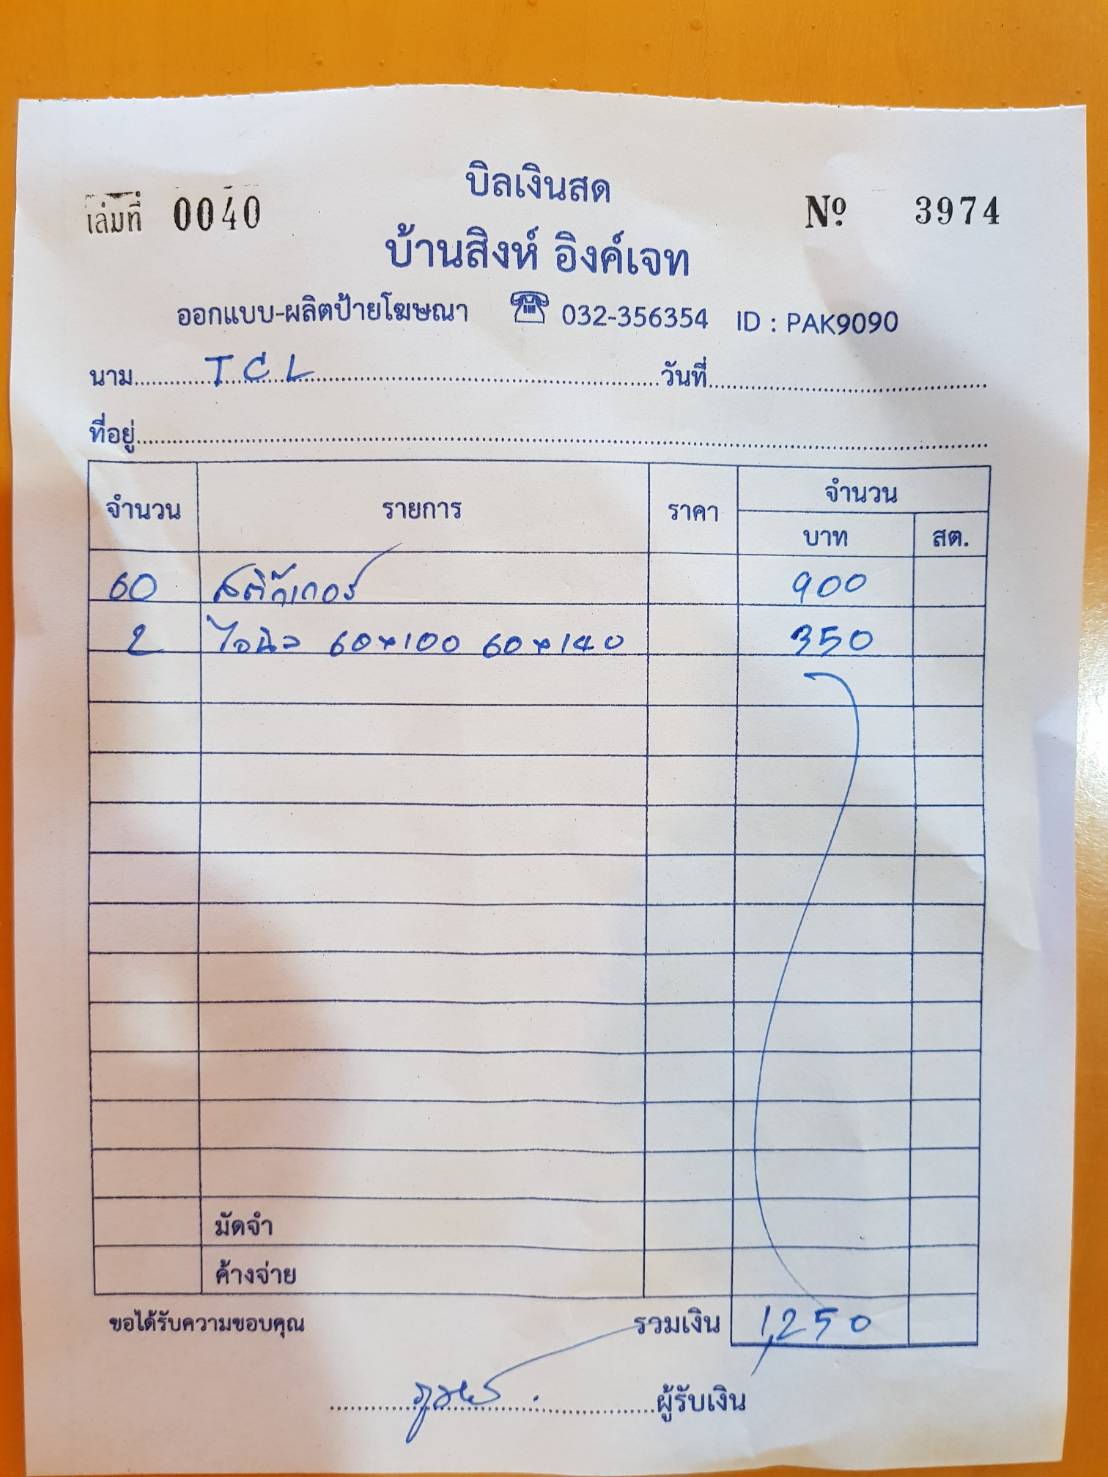 บิลเงินสด
เล่มที่ 0040 Nº 3974
บ้านสิงห์ อิงค์เจท
ออกแบบ-ผลิตป้ายโฆษณา ☎ 032-356354 ID : PAK9090
นาม TCL วันที่
ที่อยู่
จำนวน รายการ ราคา จำนวน
บาท สต.
60 สติ๊กเกอร์ 900
2 ไวนิล 60×100 60×140 350
มัดจำ
ค้างจ่าย
ขอได้รับความขอบคุณ รวมเงิน 1,250
ผู้รับเงิน